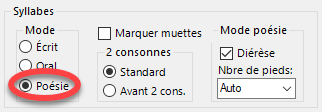 Syllabes
Mode
Écrit
Oral
Poésie
Marquer muettes
2 consonnes
Standard
Avant 2 cons.
Mode poésie
Diérèse
Nbre de pieds:
Auto